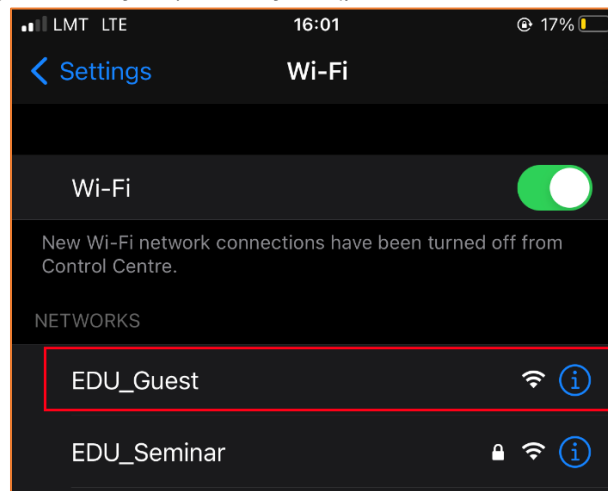 LMT LTE 16:01 17%
Settings Wi-Fi
Wi-Fi
New Wi-Fi network connections have been turned off from
Control Centre.
NETWORKS
EDU_Guest
EDU_Seminar